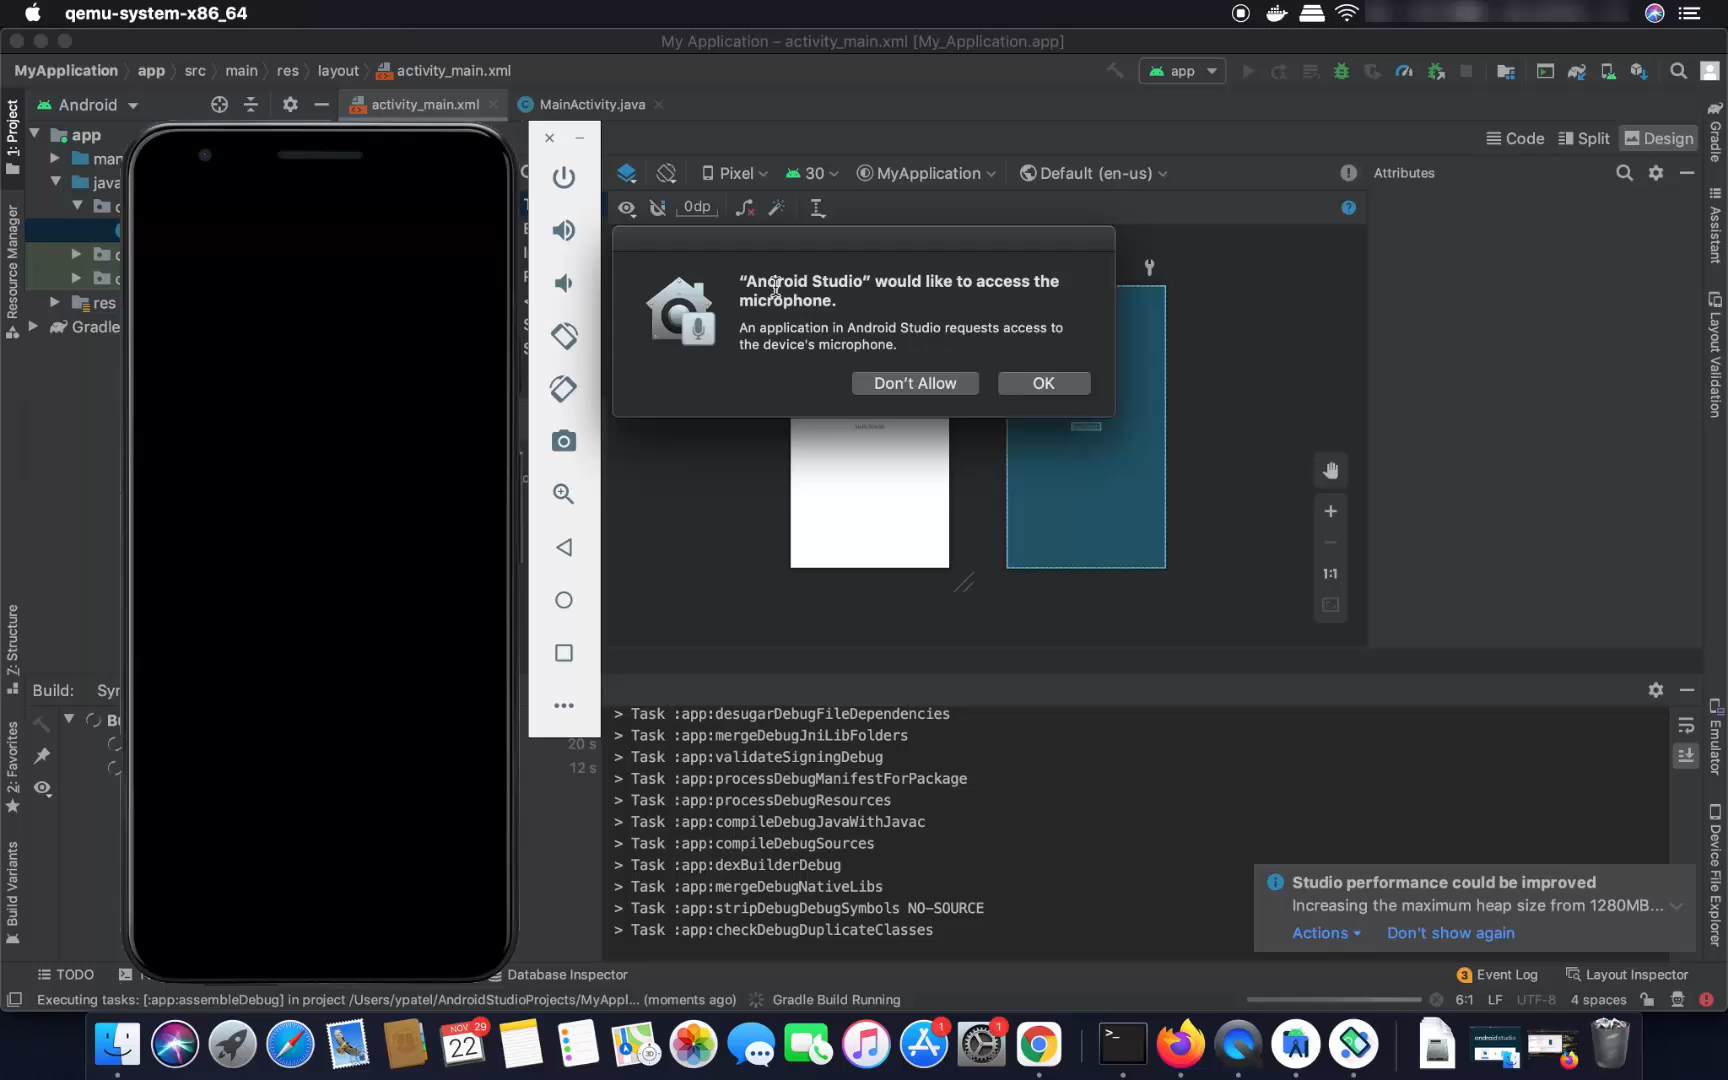 qemu-system-x86_64
My Application – activity_main.xml [My_Application.app]
MyApplication app src main res layout activity_main.xml
app
Android
activity_main.xml
MainActivity.java
1: Project
Resource Manager
Z: Structure
2: Favorites
Build Variants
app
java
res
Gradle
Code
Split
Design
Pixel
30
MyApplication
Default (en-us)
Attributes
0dp
“Android Studio” would like to access the
microphone.
An application in Android Studio requests access to
the device's microphone.
Don't Allow
OK
1:1
Gradle
Assistant
Layout Validation
Emulator
Device File Explorer
Build:
20 s
12 s
> Task :app:desugarDebugFileDependencies
> Task :app:mergeDebugJniLibFolders
> Task :app:validateSigningDebug
> Task :app:processDebugManifestForPackage
> Task :app:processDebugResources
> Task :app:compileDebugJavaWithJavac
> Task :app:compileDebugSources
> Task :app:dexBuilderDebug
> Task :app:mergeDebugNativeLibs
> Task :app:stripDebugDebugSymbols NO-SOURCE
> Task :app:checkDebugDuplicateClasses
Studio performance could be improved
Increasing the maximum heap size from 1280MB...
Actions
Don't show again
TODO
Database Inspector
3 Event Log
Layout Inspector
Executing tasks: [:app:assembleDebug] in project /Users/ypatel/AndroidStudioProjects/MyAppl... (moments ago)
Gradle Build Running
6:1 LF UTF-8 4 spaces
NOV 29
22
3D
1
1